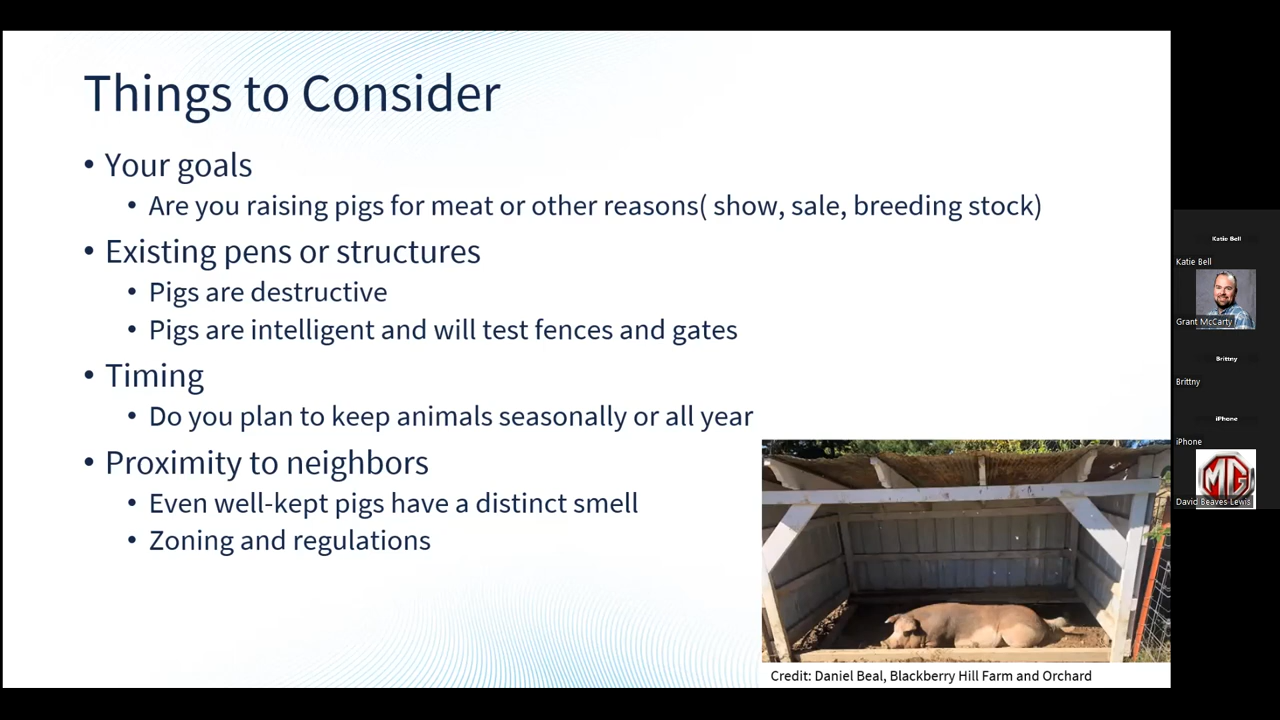 Things to Consider
• Your goals
• Are you raising pigs for meat or other reasons( show, sale, breeding stock)
• Existing pens or structures
• Pigs are destructive
• Pigs are intelligent and will test fences and gates
• Timing
• Do you plan to keep animals seasonally or all year
• Proximity to neighbors
• Even well-kept pigs have a distinct smell
• Zoning and regulations
Credit: Daniel Beal, Blackberry Hill Farm and Orchard
Katie Bell
Katie Bell
Grant McCarty
Brittny
Brittny
iPhone
iPhone
MG
David Beaves-Lewis